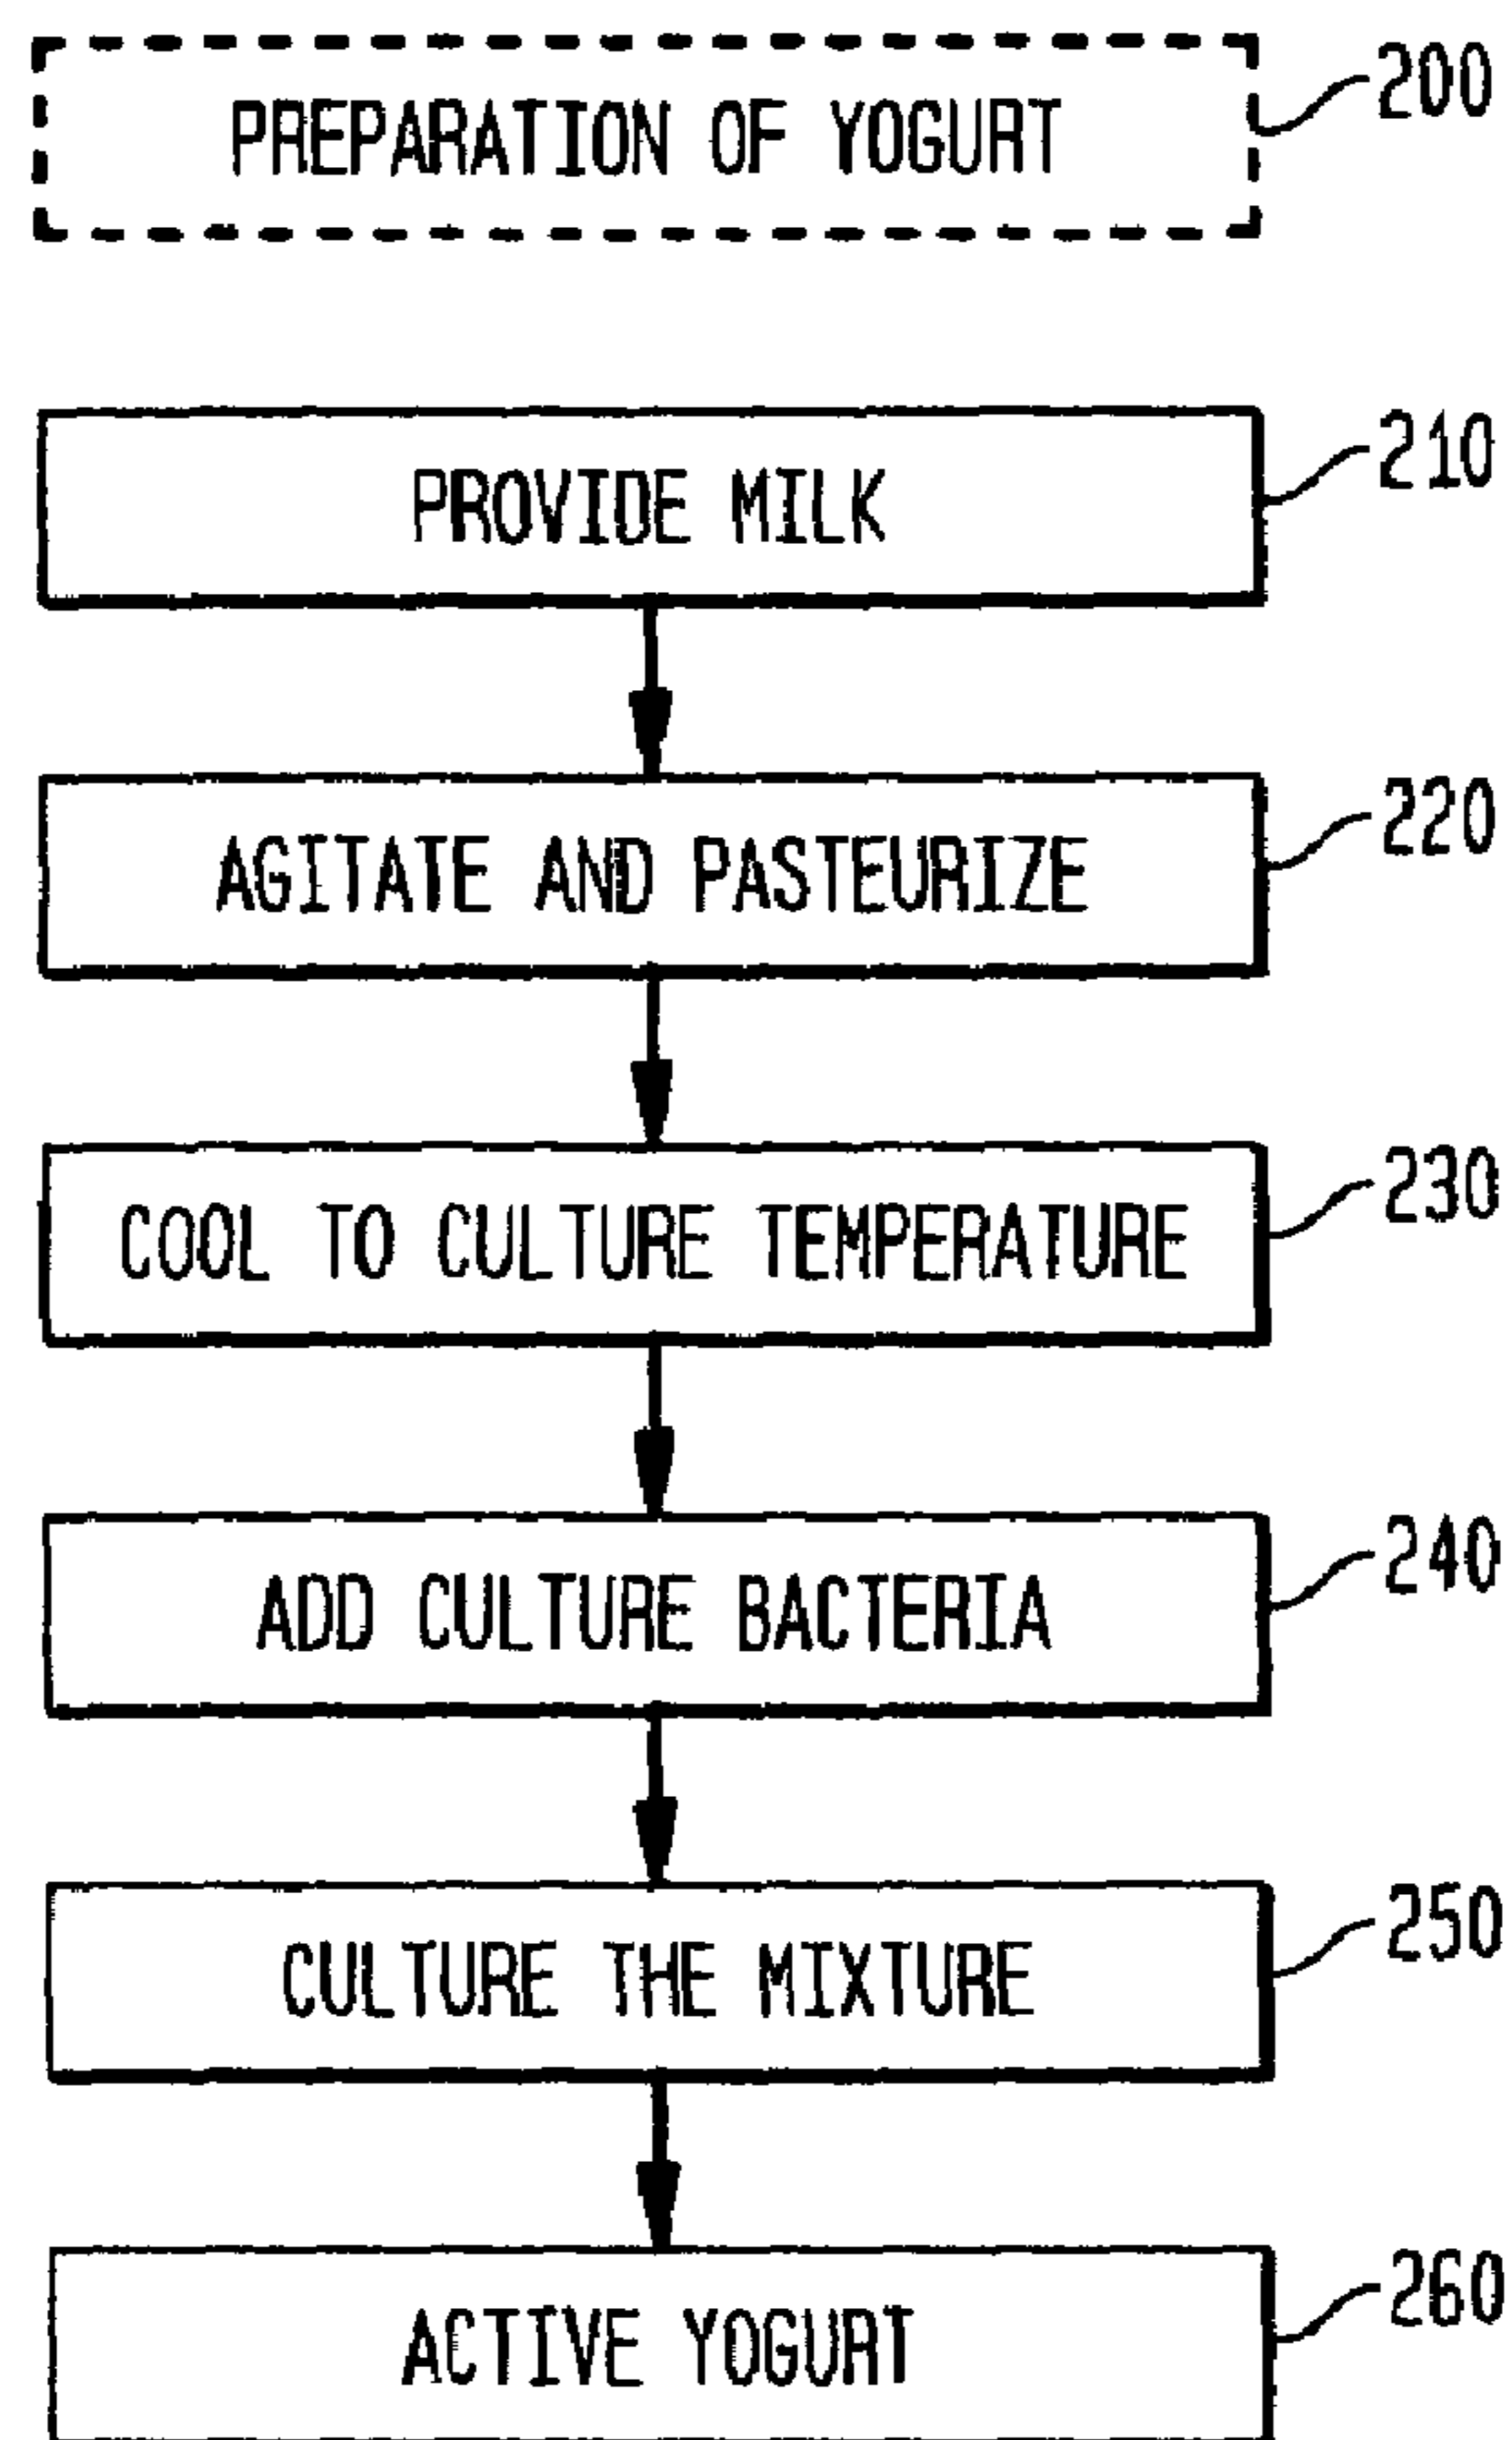 PREPARATION OF YOGURT 200
PROVIDE MILK 210
AGITATE AND PASTEURIZE 220
COOL TO CULTURE TEMPERATURE 230
ADD CULTURE BACTERIA 240
CULTURE THE MIXTURE 250
ACTIVE YOGURT 260